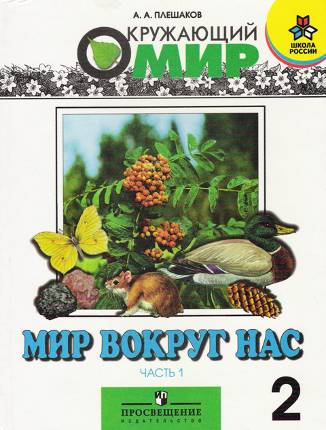 А. А. ПЛЕШАКОВ
ОКРУЖАЮЩИЙ
МИР
ШКОЛА
РОССИИ
МИР ВОКРУГ НАС
ЧАСТЬ 1
2
ПРОСВЕЩЕНИЕ
ИЗДАТЕЛЬСТВО